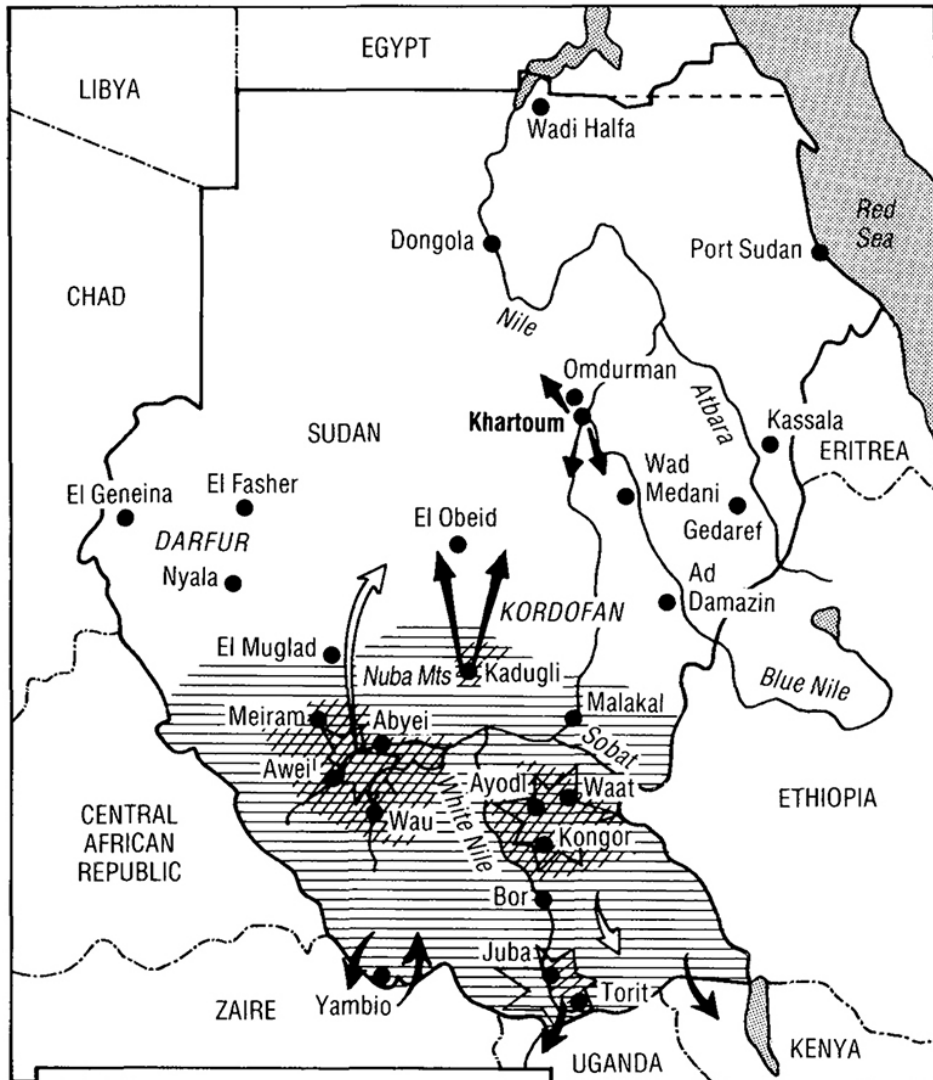 EGYPT
LIBYA
Wadi Halfa
Red
Sea
Dongola
Port Sudan
CHAD
Nile
Omdurman
Atbara
Khartoum
Kassala
SUDAN
ERITREA
Wad
Medani
El Geneina
El Fasher
Gedaref
El Obeid
DARFUR
Nyala
Ad
Damazin
KORDOFAN
El Muglad
Nuba Mts
Kadugli
Blue Nile
Meiram
Abyei
Malakal
Sobat
Aweil
Ayod
Waat
ETHIOPIA
White Nile
Wau
Kongor
CENTRAL
AFRICAN
REPUBLIC
Bor
Juba
Yambio
Torit
ZAIRE
UGANDA
KENYA